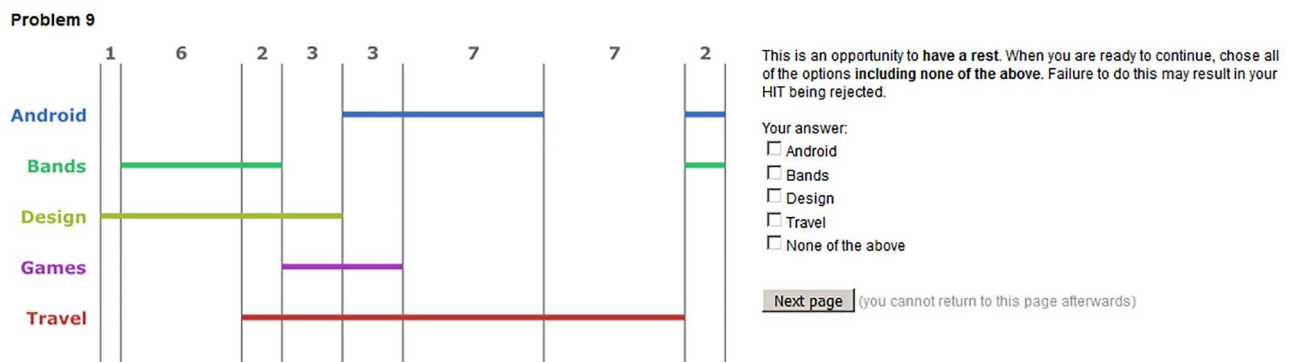 Problem 9
1 6 2 3 3 7 7 2
Android
Bands
Design
Games
Travel
This is an opportunity to have a rest. When you are ready to continue, chose all
of the options including none of the above. Failure to do this may result in your
HIT being rejected.
Your answer:
Android
Bands
Design
Travel
None of the above
Next page (you cannot return to this page afterwards)